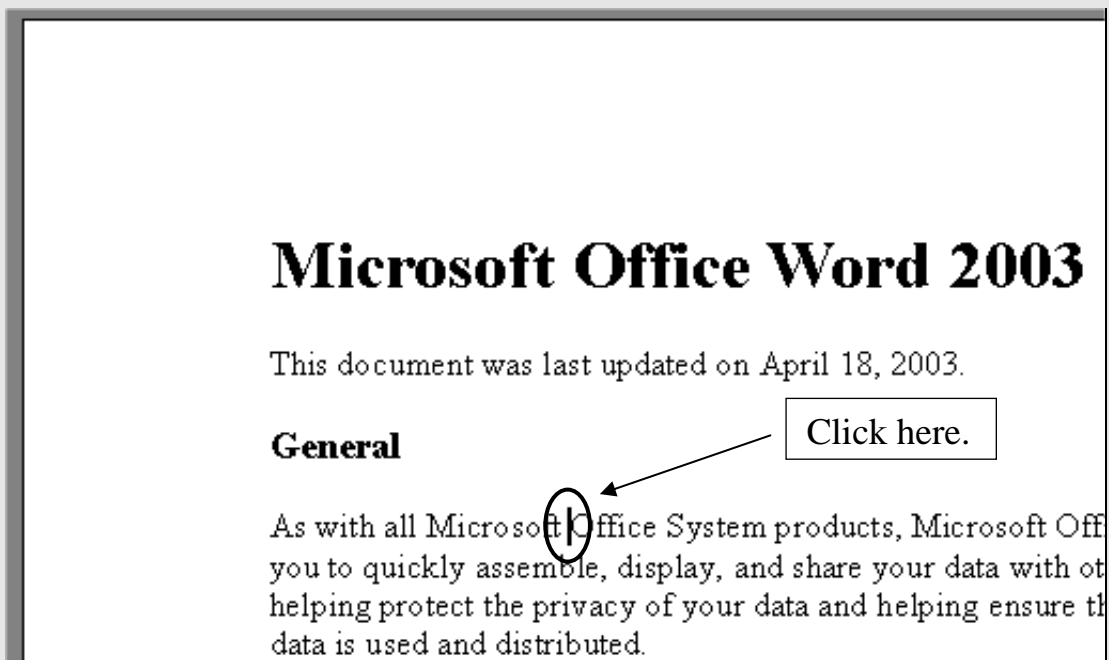 Microsoft Office Word 2003
This document was last updated on April 18, 2003.
Click here.
General
As with all Microsoft Office System products, Microsoft Off
you to quickly assemble, display, and share your data with ot
helping protect the privacy of your data and helping ensure th
data is used and distributed.